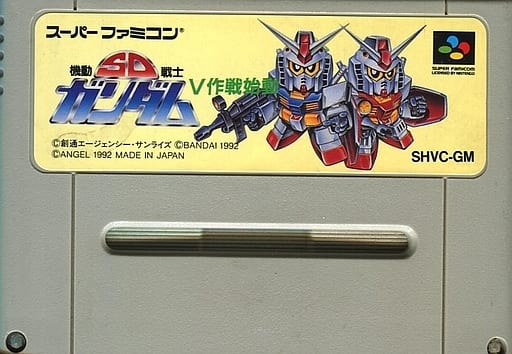 スーパーファミコン®
機動 SD 戦士
ガンダム V作戦始動
©創通エージェンシー・サンライズ ©BANDAI 1992
©ANGEL 1992 MADE IN JAPAN
SUPER FAMICOM
LICENSED BY NINTENDO
SHVC-GM